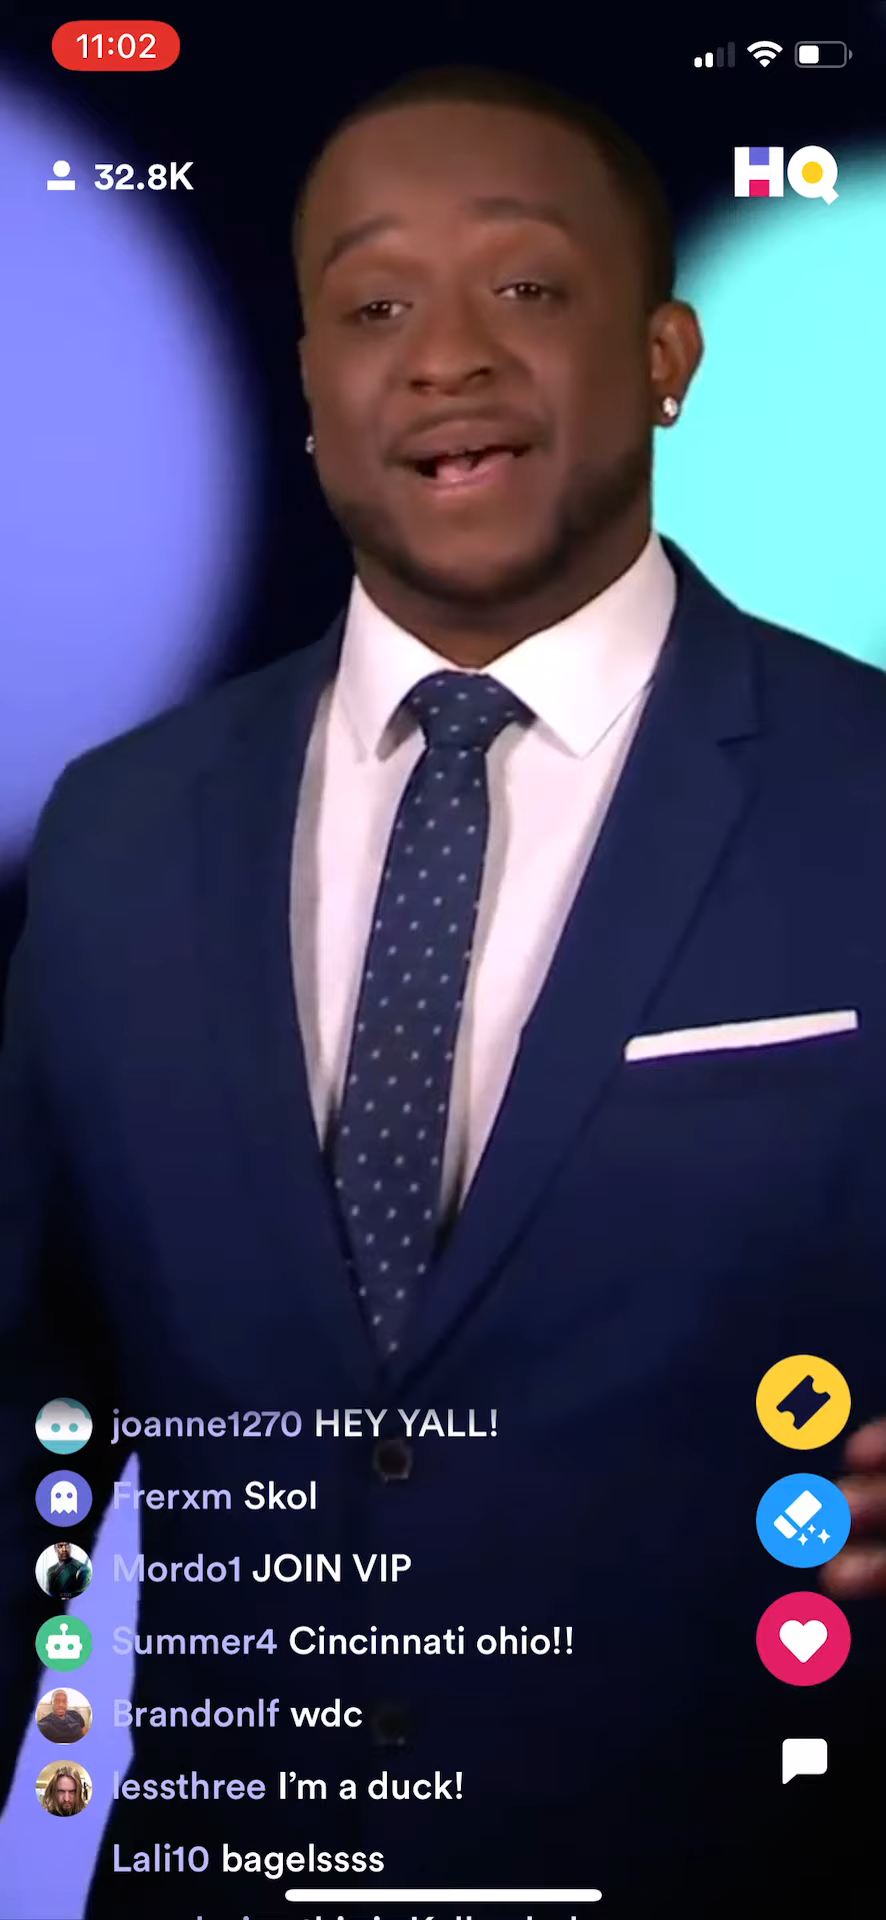 11:02
32.8K
HQ
joanne1270 HEY YALL!
Frerxm Skol
Mordo1 JOIN VIP
Summer4 Cincinnati ohio!!
Brandonlf wdc
lessthree I’m a duck!
Lali10 bagelssss